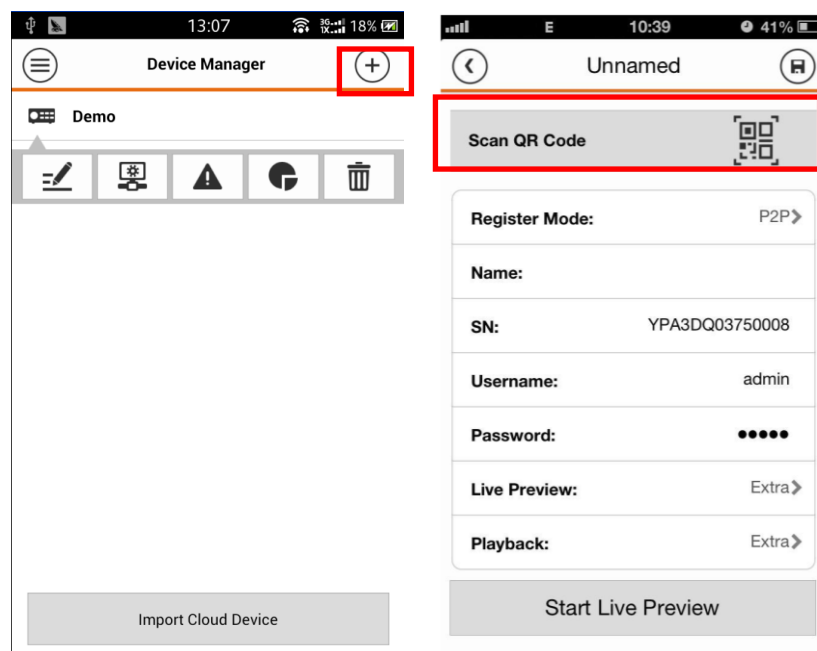 13:07
3G
1X
18%
Device Manager
Demo
Import Cloud Device
E
10:39
41%
Unnamed
Scan QR Code
Register Mode:
P2P
Name:
SN:
YPA3DQ03750008
Username:
admin
Password:
•••••
Live Preview:
Extra
Playback:
Extra
Start Live Preview